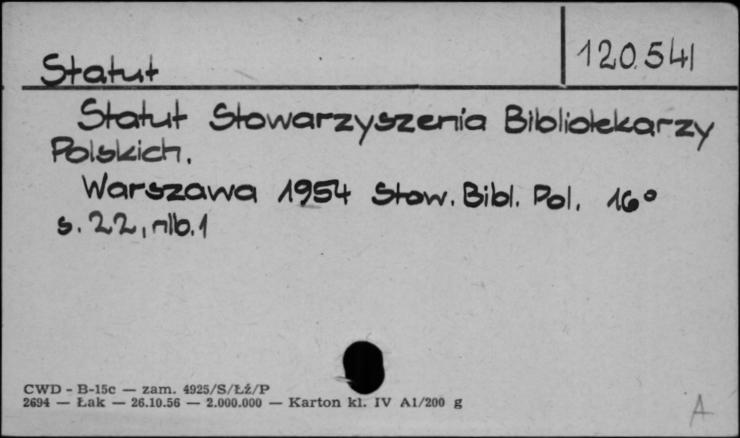 Statut
120.541
Statut Stowarzyszenia Bibliotekarzy
Polskich.
Warszawa 1954 Stow. Bibl. Pol. 16°
s. 22, nlb. 1
CWD - B-15c — zam. 4925/S/Łź/P
2694 — Łak — 26.10.56 — 2.000.000 — Karton kl. IV A1/200 g
A